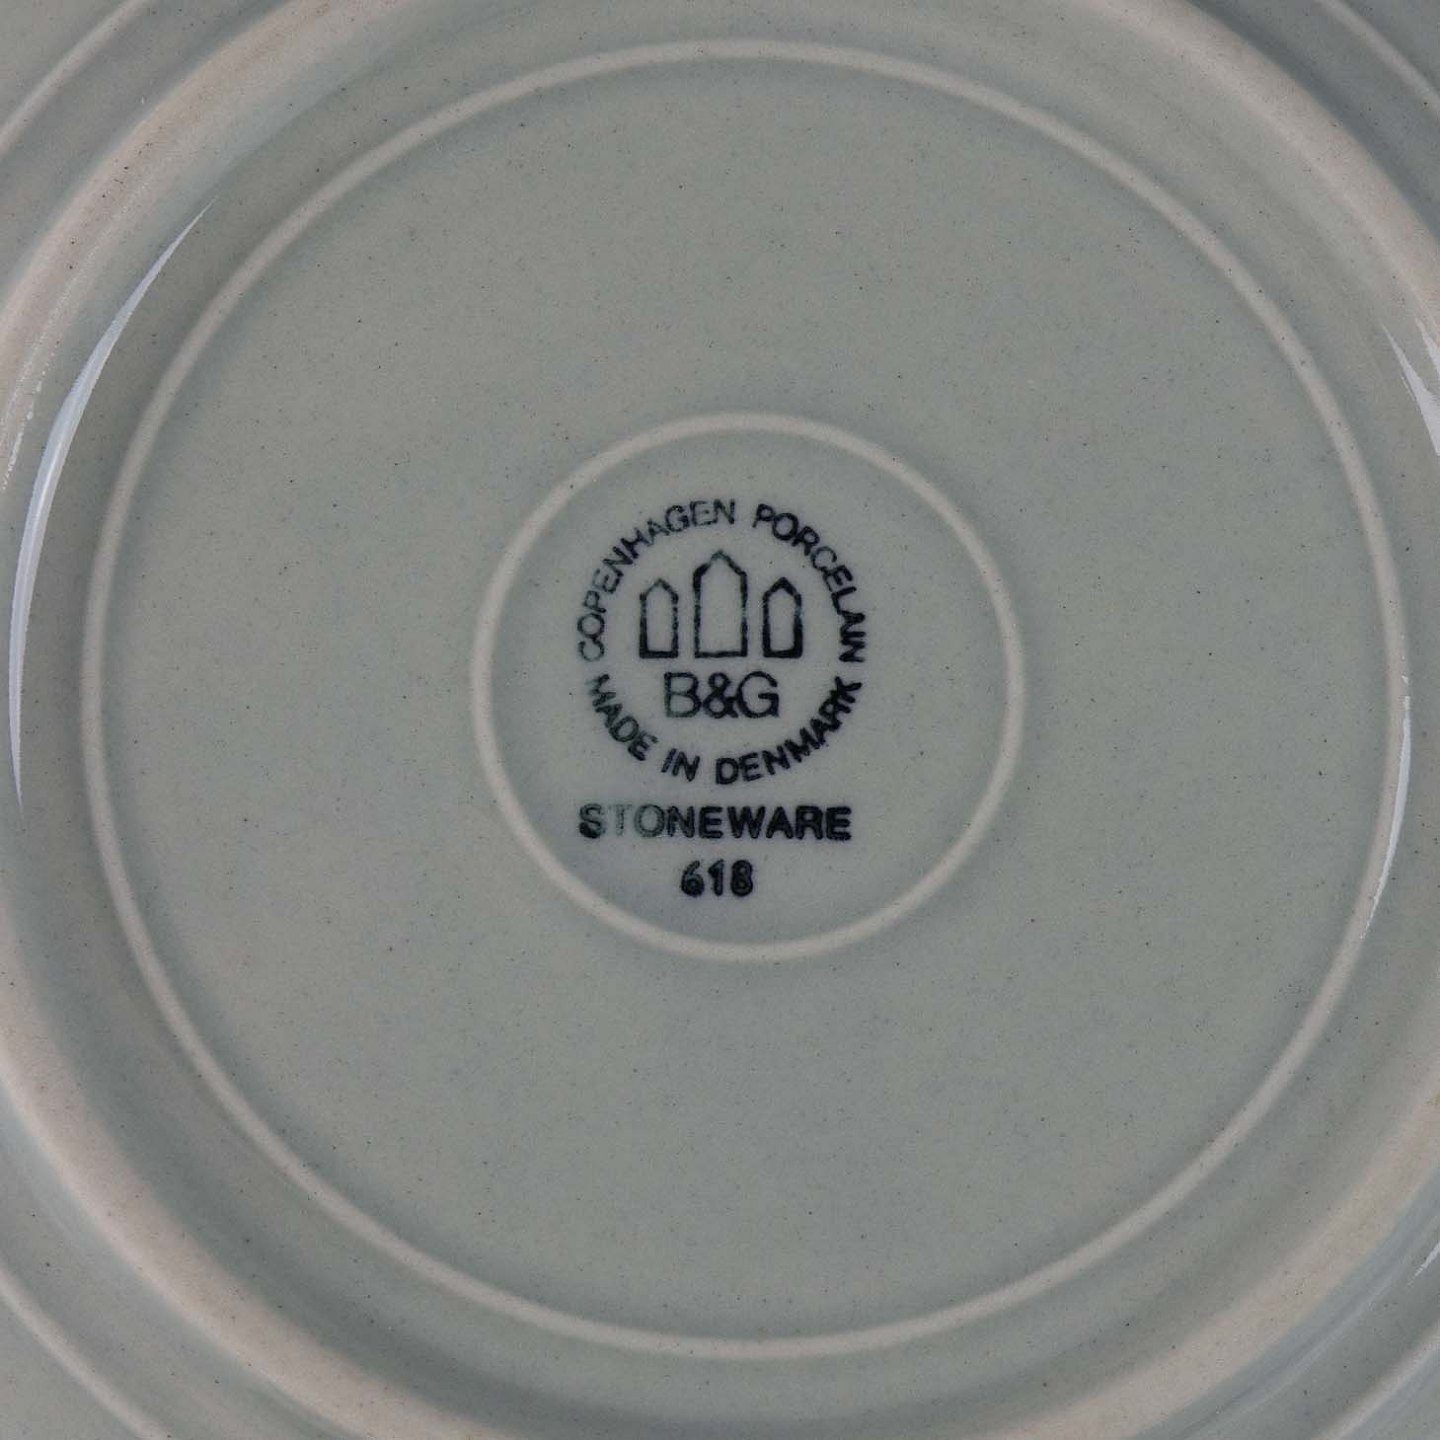 COPENHAGEN PORCELAIN
B&G
MADE IN DENMARK
STONEWARE
618